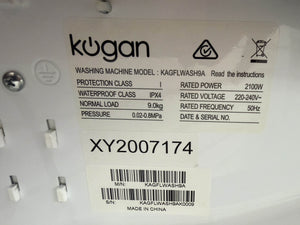 kogan
WASHING MACHINE MODEL: KAGFLWASH9A Read the instructions
PROTECTION CLASS I RATED POWER 2100W
WATERPROOF CLASS IPX4 RATED VOLTAGE 220-240V~
NORMAL LOAD 9.0kg RATED FREQUENCY 50Hz
PRESSURE 0.02-0.8MPa DATE & SERIAL NO.:
XY2007174
M/N: KAGFLWASH9A
S/N: KAGFLWASH9AX0009
MADE IN CHINA